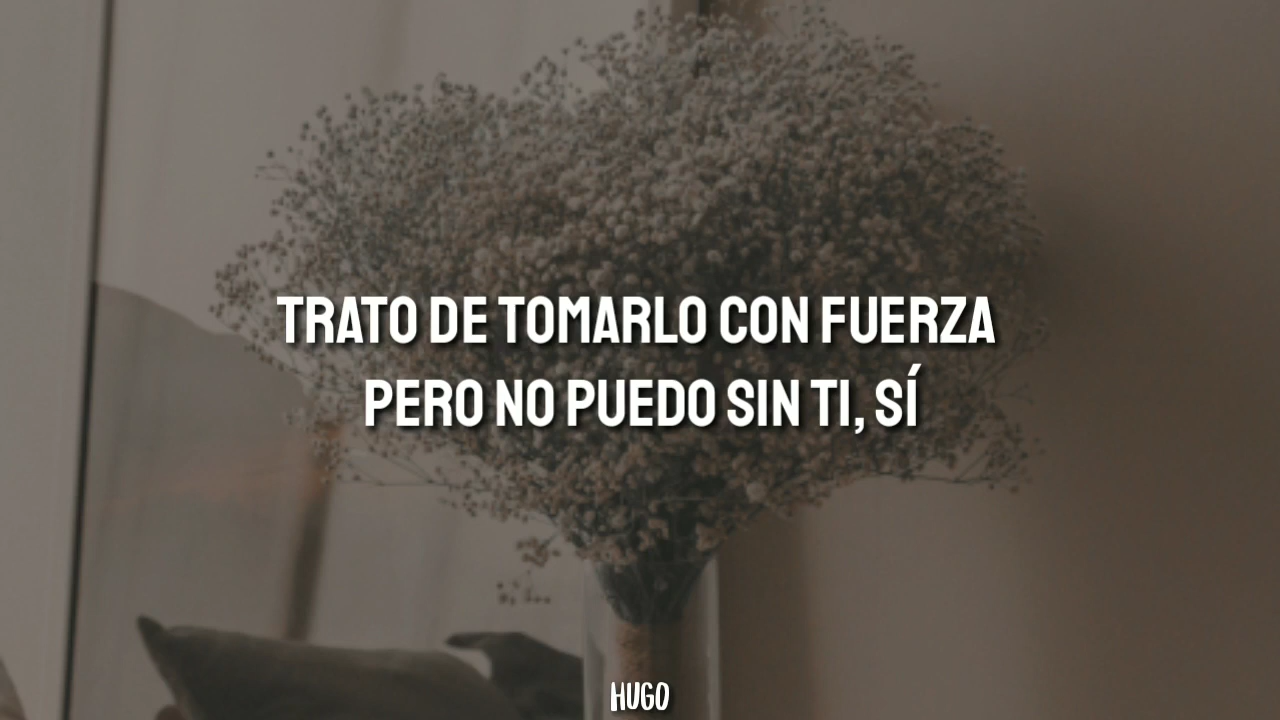 TRATO DE TOMARLO CON FUERZA
PERO NO PUEDO SIN TI, SÍ
HUGO